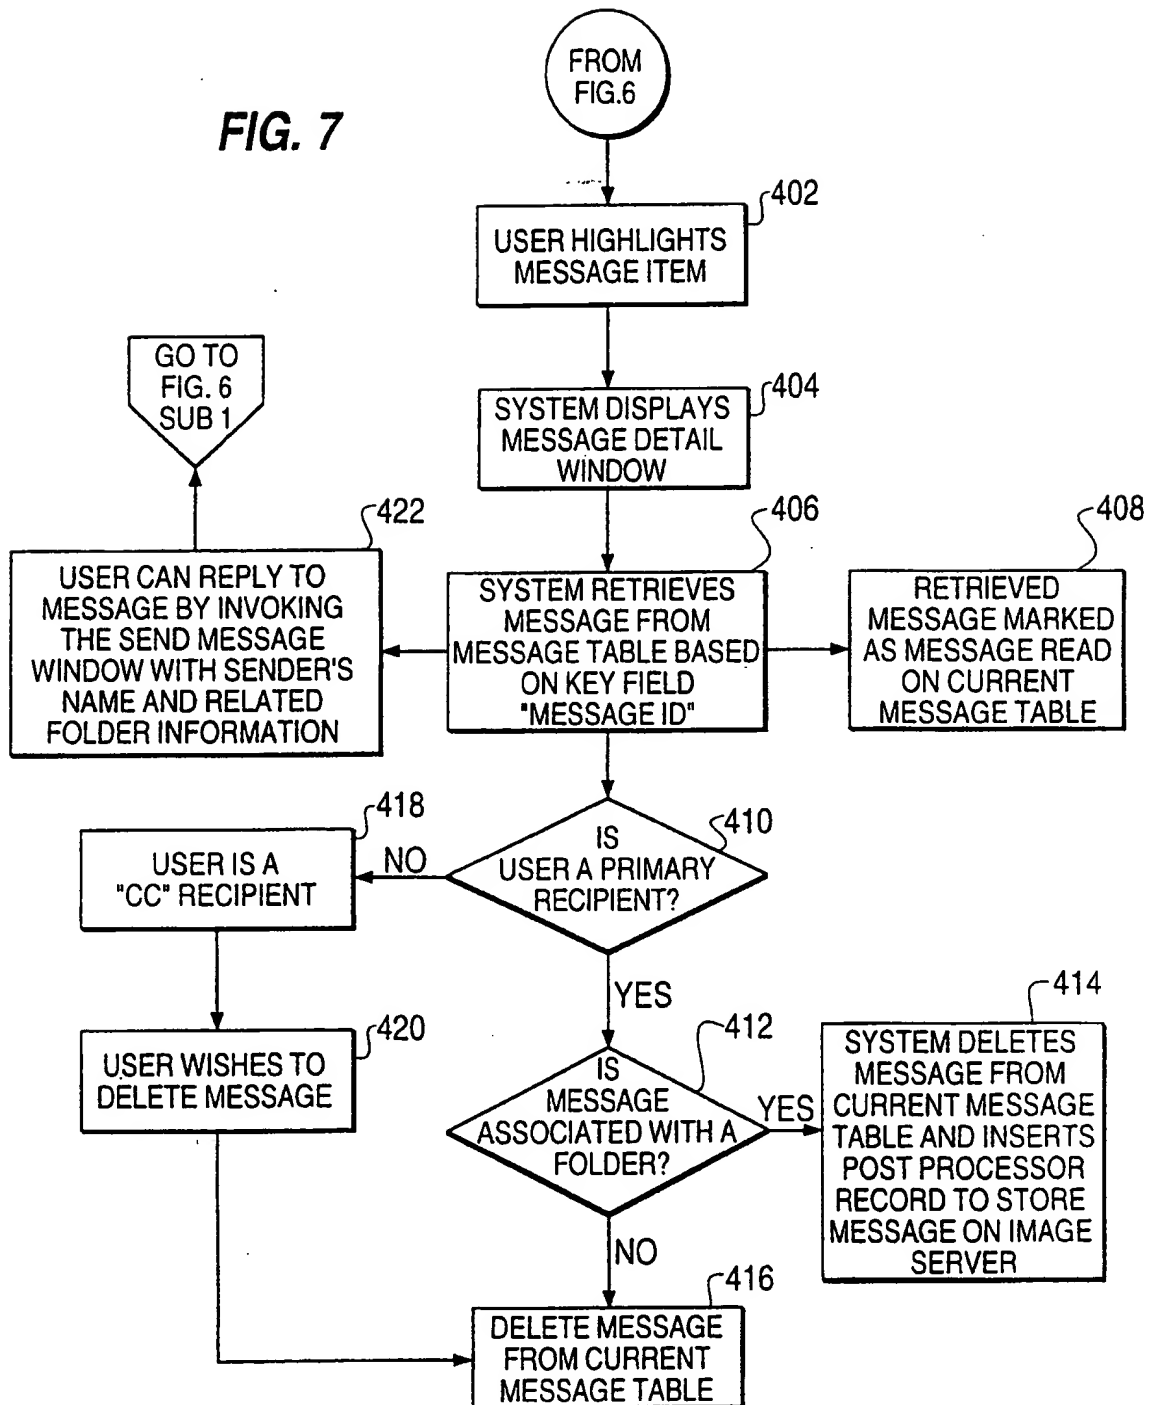 FROM
FIG.6
FIG. 7
402
USER HIGHLIGHTS
MESSAGE ITEM
GO TO
FIG. 6
SUB 1
404
SYSTEM DISPLAYS
MESSAGE DETAIL
WINDOW
422
USER CAN REPLY TO
MESSAGE BY INVOKING
THE SEND MESSAGE
WINDOW WITH SENDER'S
NAME AND RELATED
FOLDER INFORMATION
406
SYSTEM RETRIEVES
MESSAGE FROM
MESSAGE TABLE BASED
ON KEY FIELD
"MESSAGE ID"
408
RETRIEVED
MESSAGE MARKED
AS MESSAGE READ
ON CURRENT
MESSAGE TABLE
410
IS
USER A PRIMARY
RECIPIENT?
NO
418
USER IS A
"CC" RECIPIENT
YES
420
USER WISHES TO
DELETE MESSAGE
412
IS
MESSAGE
ASSOCIATED WITH A
FOLDER?
YES
414
SYSTEM DELETES
MESSAGE FROM
CURRENT MESSAGE
TABLE AND INSERTS
POST PROCESSOR
RECORD TO STORE
MESSAGE ON IMAGE
SERVER
NO
416
DELETE MESSAGE
FROM CURRENT
MESSAGE TABLE